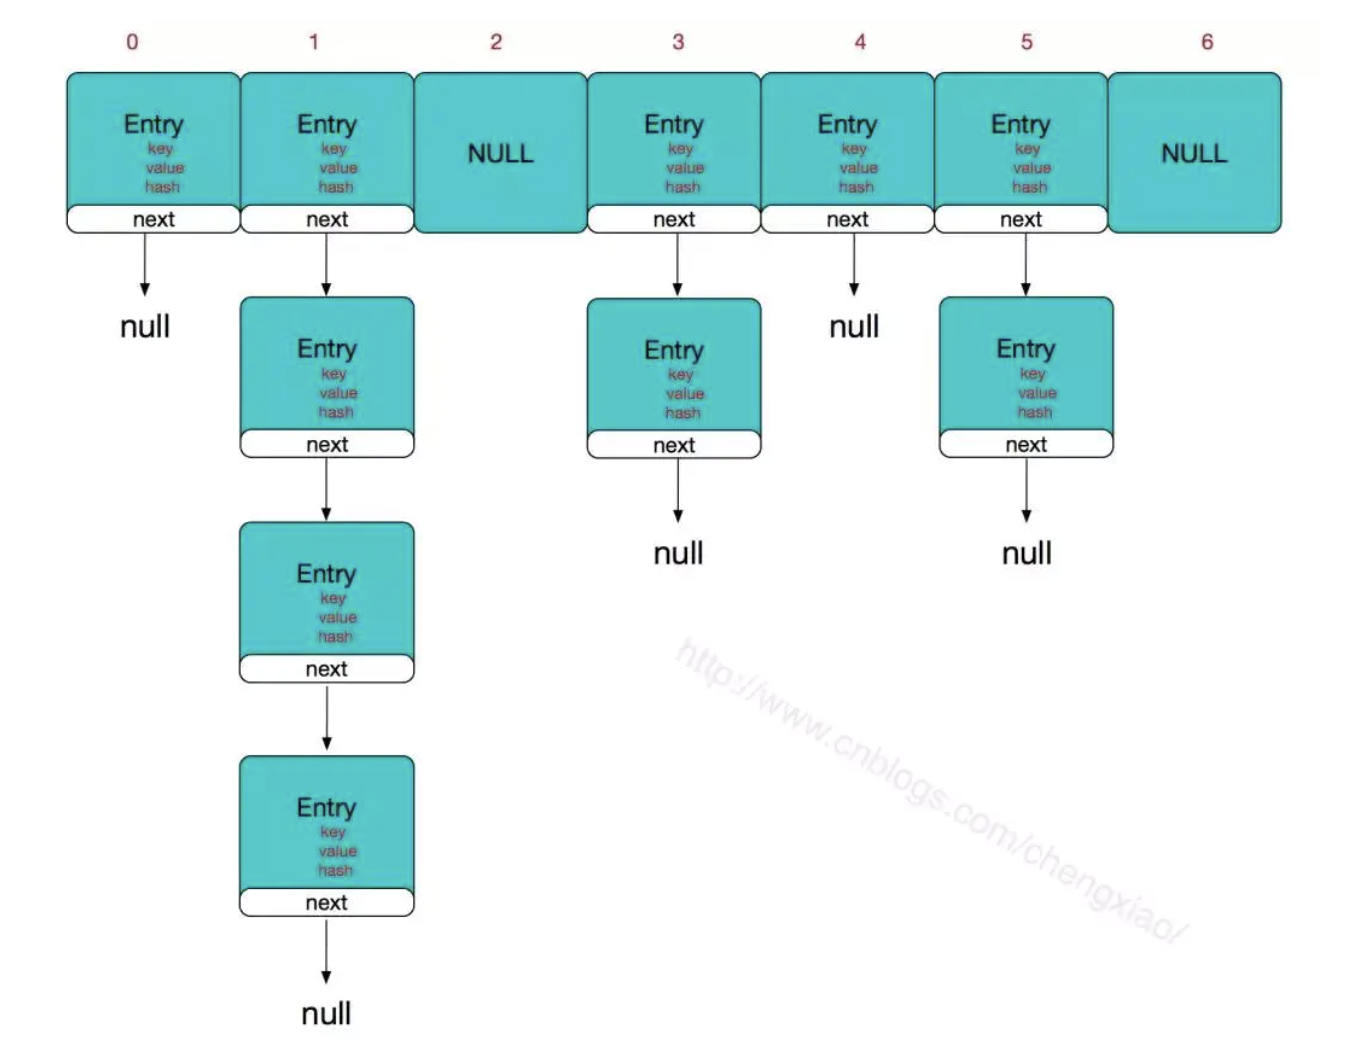 0 1 2 3 4 5 6
Entry Entry NULL Entry Entry Entry NULL
key key key key key
value value value value value
hash hash hash hash hash
next next next next next
null null
Entry Entry Entry
key key key
value value value
hash hash hash
next next next
Entry null null
key
value
hash
next
http://www.cnblogs.com/chengxiao/
Entry
key
value
hash
next
null